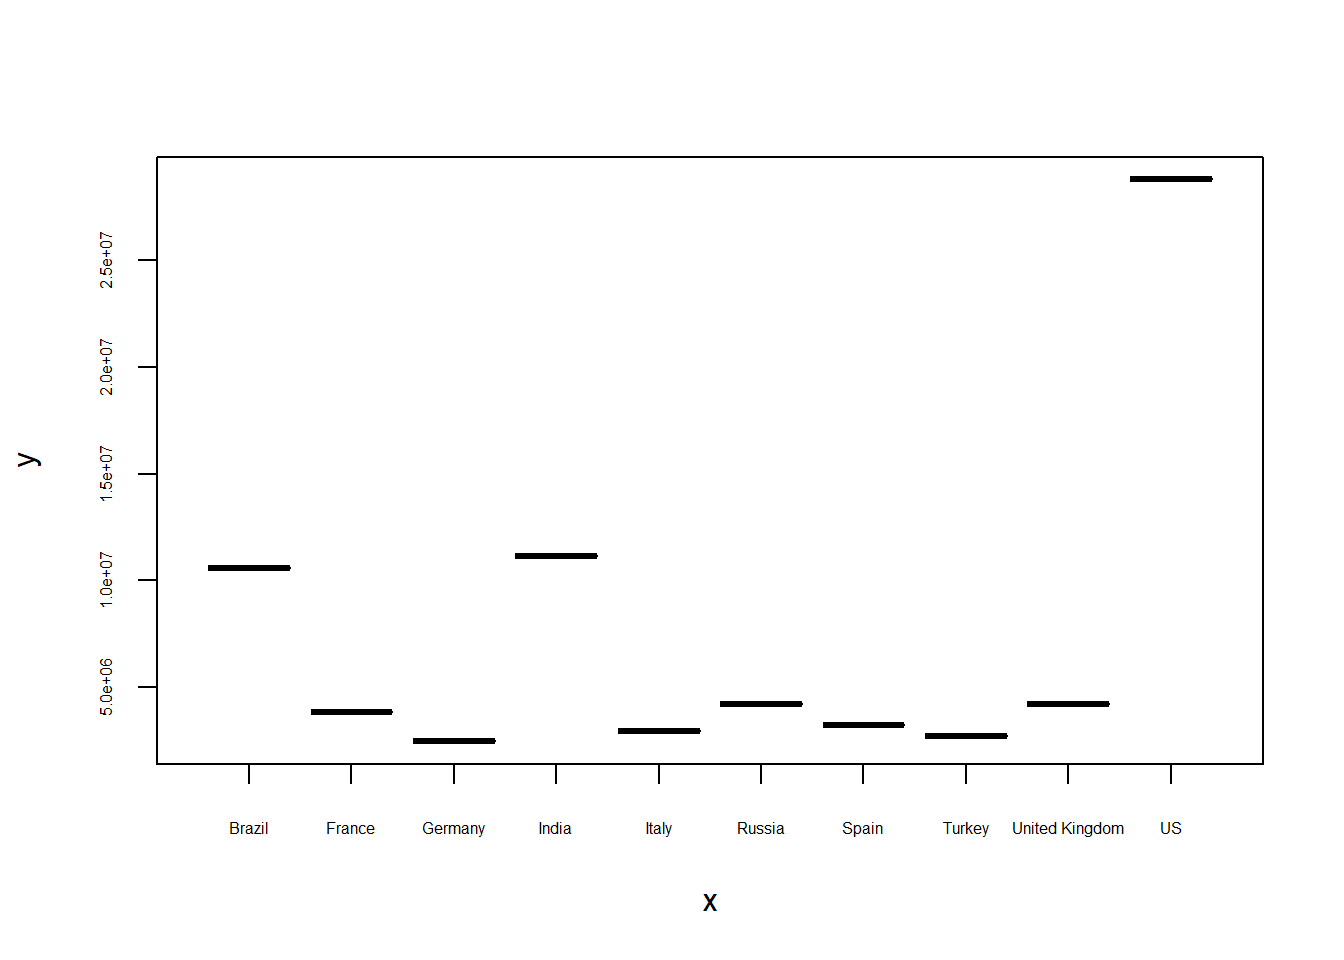 2.5e+07
2.0e+07
1.5e+07
1.0e+07
5.0e+06
y
Brazil France Germany India Italy Russia Spain Turkey United Kingdom US
x